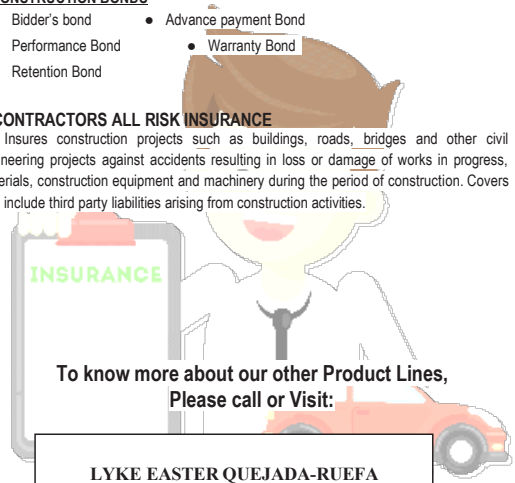 CONSTRUCTION BONDS
Bidder's bond ● Advance payment Bond
Performance Bond ● Warranty Bond
Retention Bond
CONTRACTORS ALL RISK INSURANCE
Insures construction projects such as buildings, roads, bridges and other civil
neering projects against accidents resulting in loss or damage of works in progress,
erials, construction equipment and machinery during the period of construction. Covers
include third party liabilities arising from construction activities.
INSURANCE
To know more about our other Product Lines,
Please call or Visit:
LYKE EASTER QUEJADA-RUEFA